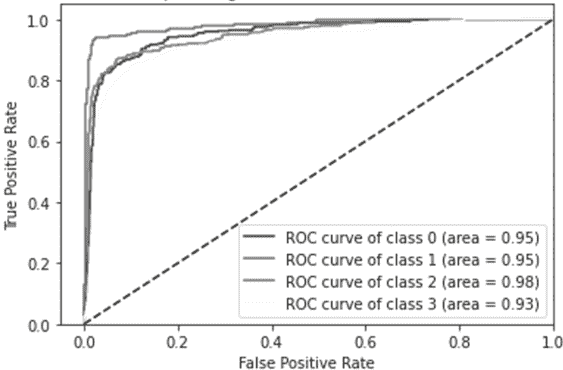 1.0
0.8
0.6
0.4
0.2
0.0
True Positive Rate
ROC curve of class 0 (area = 0.95)
ROC curve of class 1 (area = 0.95)
ROC curve of class 2 (area = 0.98)
ROC curve of class 3 (area = 0.93)
0.0 0.2 0.4 0.6 0.8 1.0
False Positive Rate